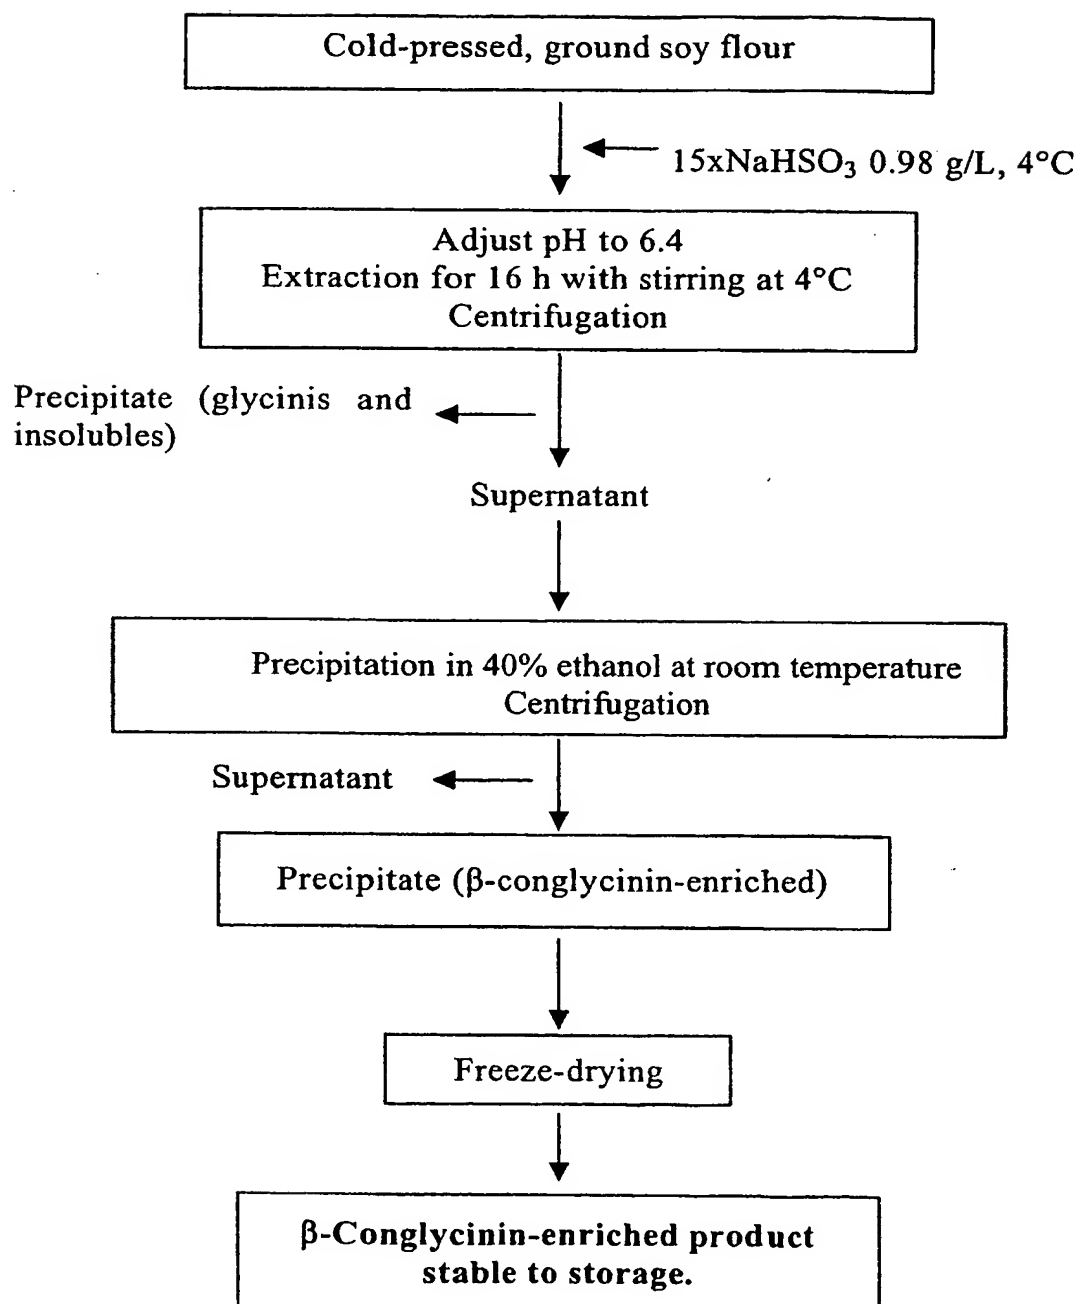 Cold-pressed, ground soy flour
15xNaHSO₃ 0.98 g/L, 4°C
Adjust pH to 6.4
Extraction for 16 h with stirring at 4°C
Centrifugation
Precipitate (glycinis and
insolubles)
Supernatant
Precipitation in 40% ethanol at room temperature
Centrifugation
Supernatant
Precipitate (β-conglycinin-enriched)
Freeze-drying
β-Conglycinin-enriched product
stable to storage.